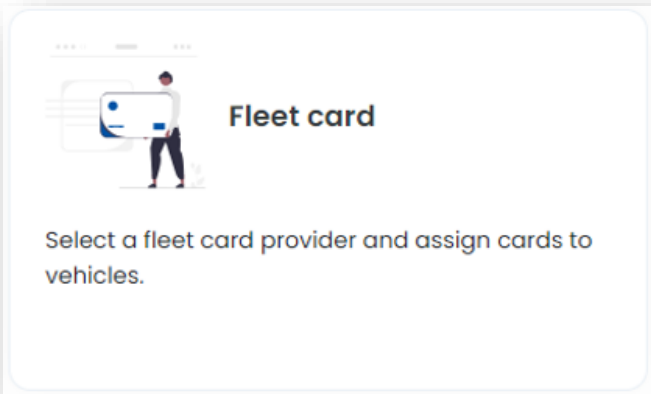 Fleet card
Select a fleet card provider and assign cards to
vehicles.